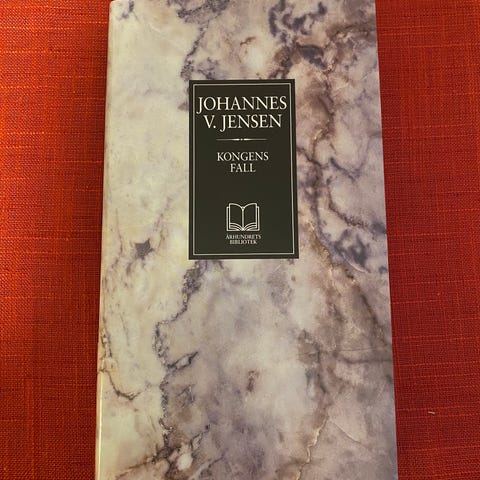 JOHANNES
V. JENSEN
KONGENS
FALL
ÅRHUNDRETS
BIBLIOTEK